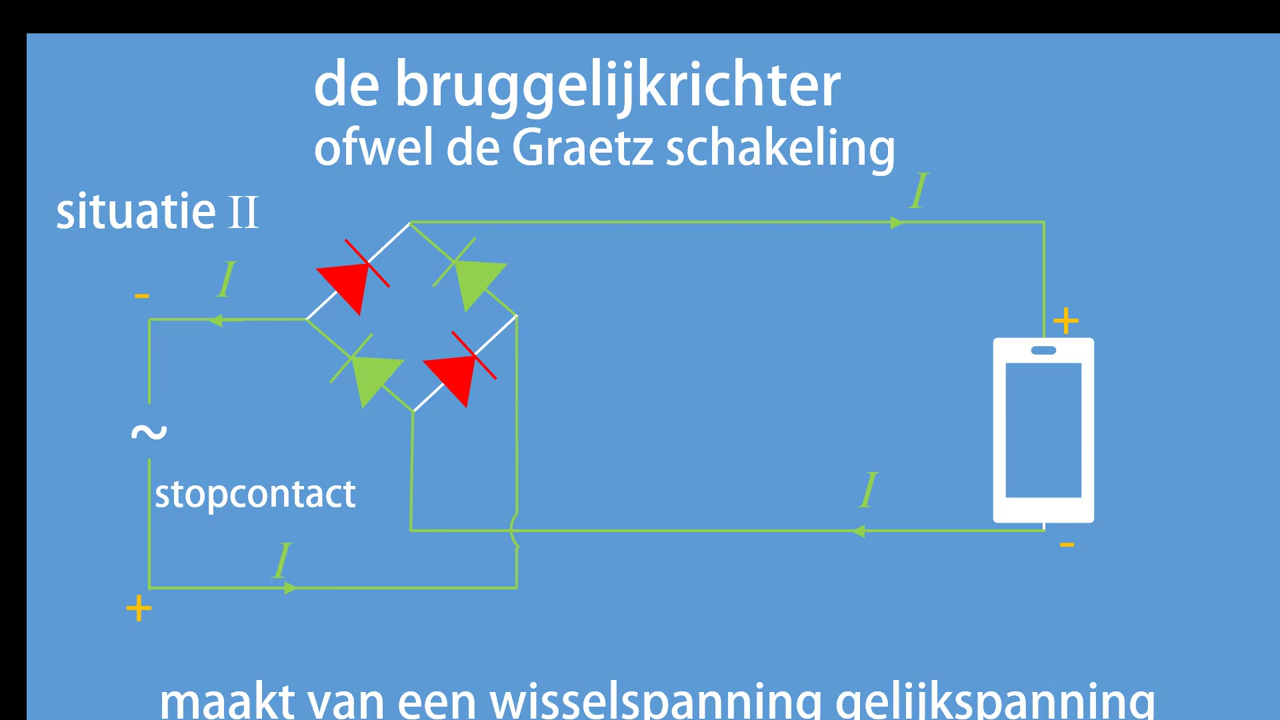 de bruggelijkrichter
ofwel de Graetz schakeling
situatie II
I
I
-
+
~
stopcontact
I
I
-
+
maakt van een wisselspanning gelijkspanning